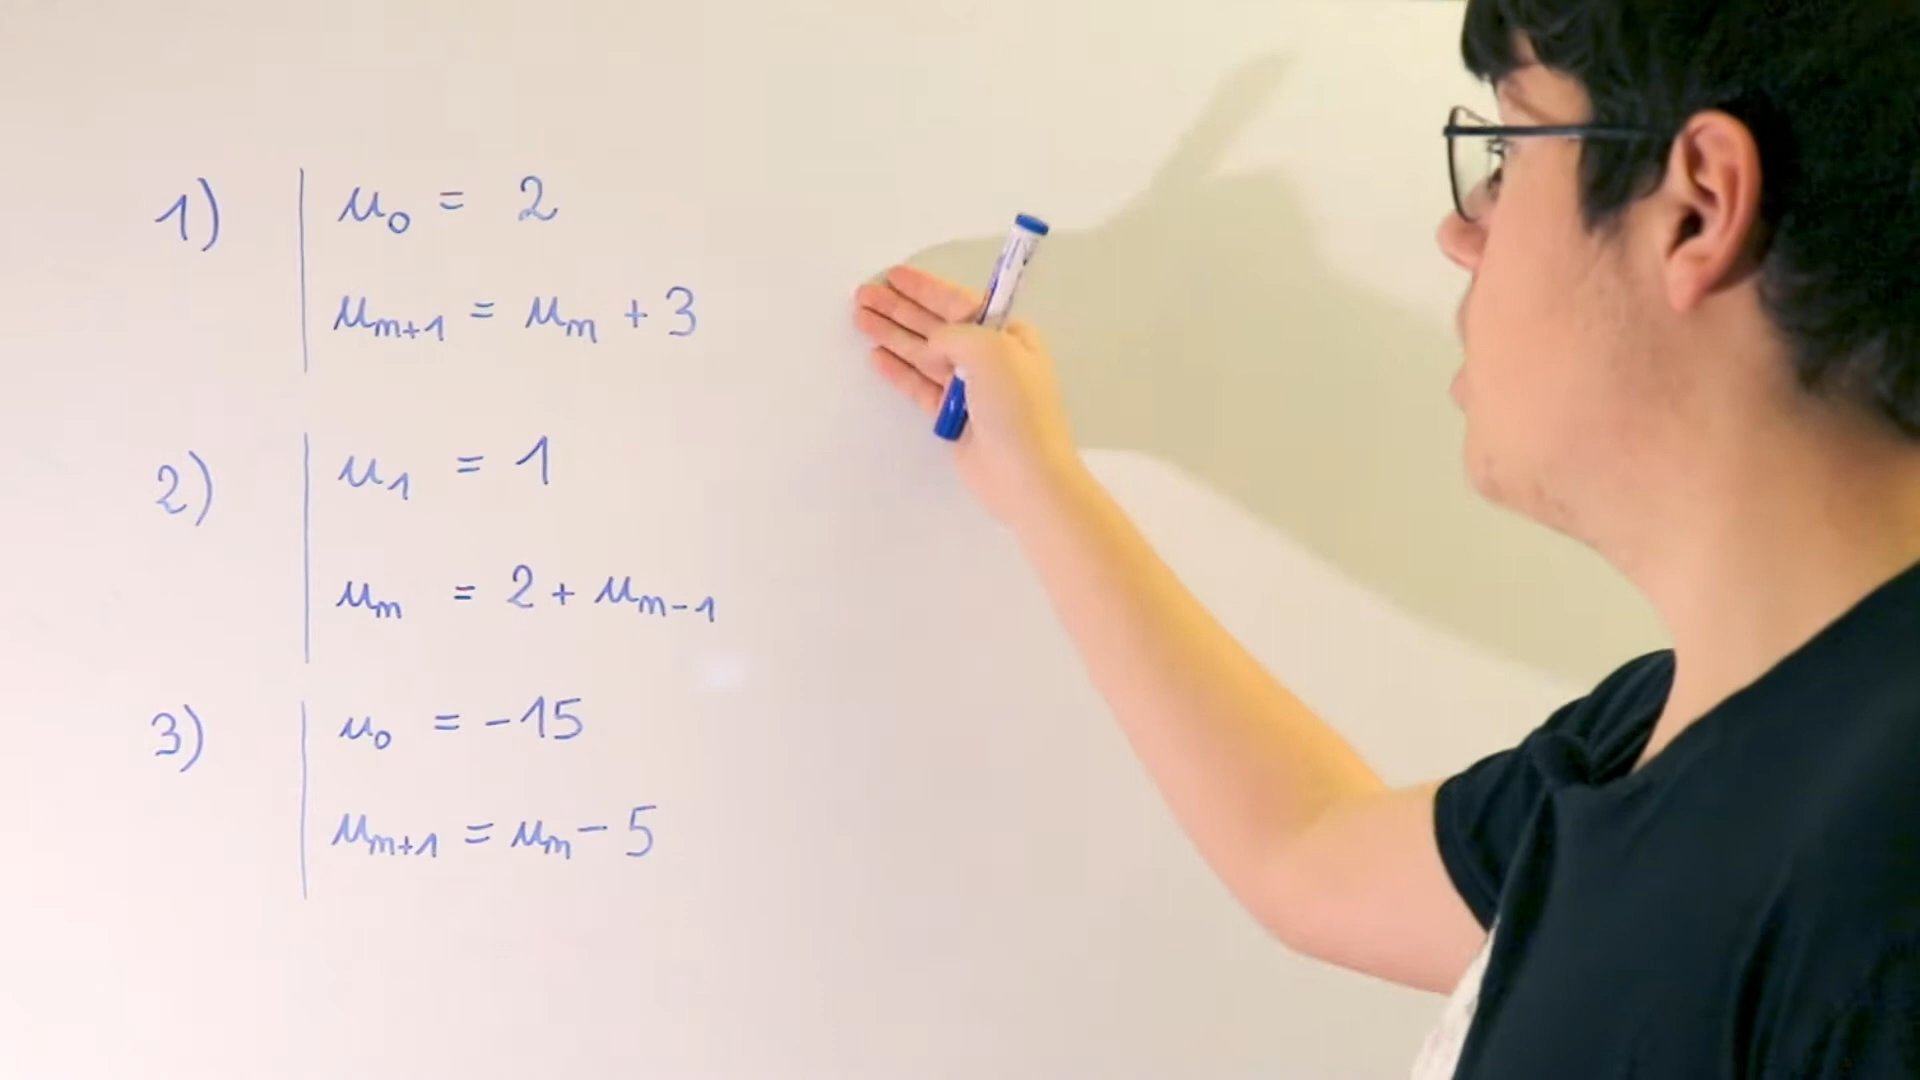 1) u₀ = 2
uₙ₊₁ = uₙ + 3
2) u₁ = 1
uₙ = 2 + uₙ₋₁
3) u₀ = -15
uₙ₊₁ = uₙ - 5